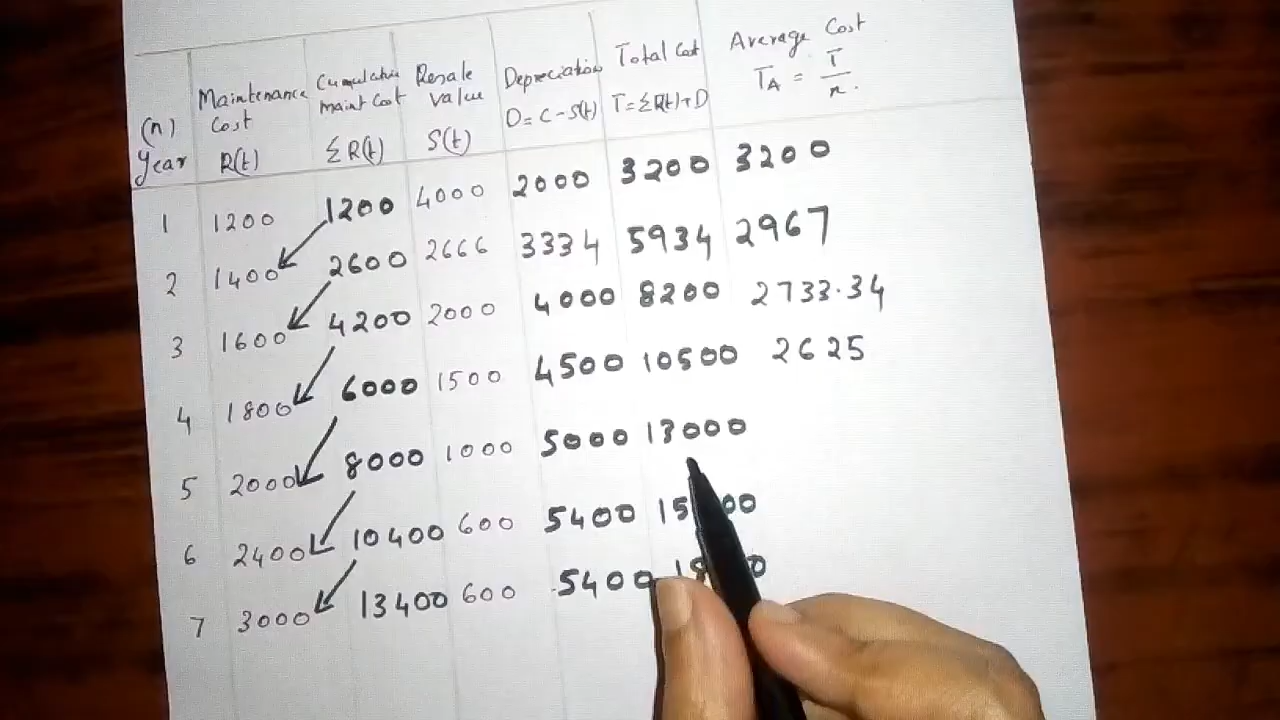 (n) Year Maintenance Cost R(t) Cumulative maint Cost ΣR(t) Resale value S(t) Depreciation D = C - S(t) Total Cost T = ΣR(t) + D Average Cost TA = T/n.
1 1200 1200 4000 2000 3200 3200
2 1400 2600 2666 3334 5934 2967
3 1600 4200 2000 4000 8200 2733.34
4 1800 6000 1500 4500 10500 2625
5 2000 8000 1000 5000 13000
6 2400 10400 600 5400
7 3000 13400 600 5400